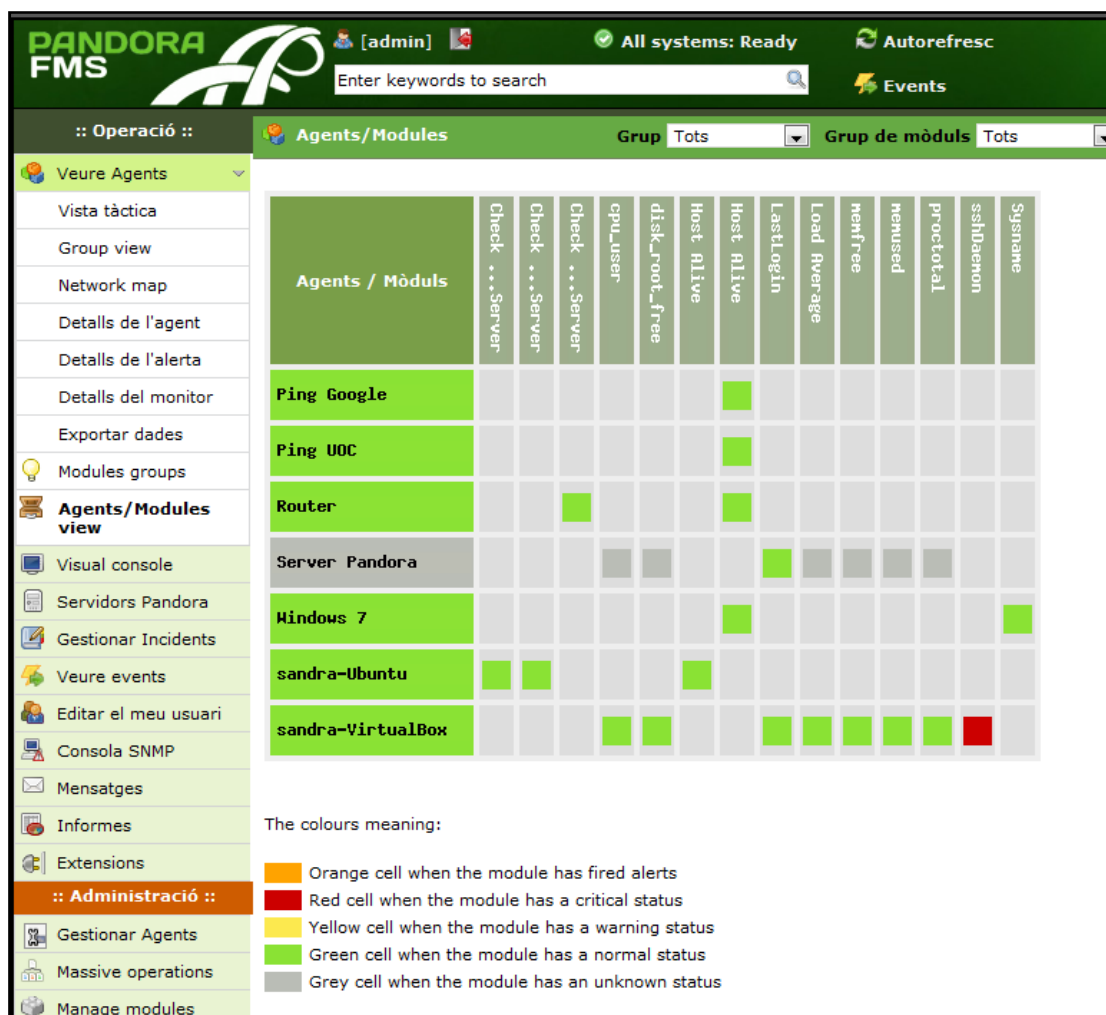 PANDORA
FMS
[admin]
All systems: Ready
Autorefresc
Enter keywords to search
Events
:: Operació ::
Agents/Modules
Grup Tots
Grup de mòduls Tots
Veure Agents
Vista tàctica
Group view
Network map
Detalls de l'agent
Detalls de l'alerta
Detalls del monitor
Exportar dades
Modules groups
Agents/Modules
view
Visual console
Servidors Pandora
Gestionar Incidents
Veure events
Editar el meu usuari
Consola SNMP
Mensatges
Informes
Extensions
:: Administració ::
Gestionar Agents
Massive operations
Manage modules
Agents / Mòduls
Check ...Server
Check ...Server
Check ...Server
cpu_user
disk_root_free
Host Alive
Host Alive
LastLogin
Load Average
memfree
memused
proctotal
sshDaemon
Sysname
Ping Google
Ping UOC
Router
Server Pandora
Windows 7
sandra-Ubuntu
sandra-VirtualBox
The colours meaning:
Orange cell when the module has fired alerts
Red cell when the module has a critical status
Yellow cell when the module has a warning status
Green cell when the module has a normal status
Grey cell when the module has an unknown status